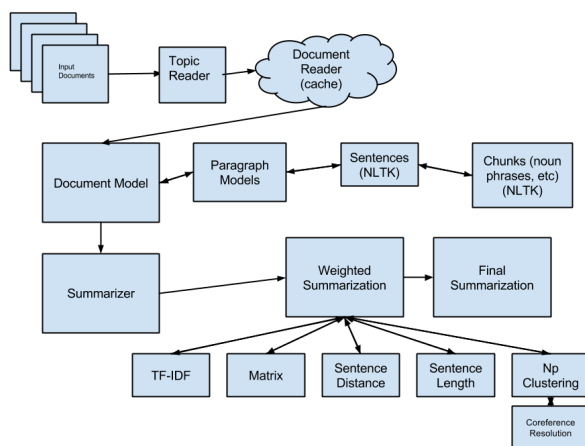 Input
Documents
Topic
Reader
Document
Reader
(cache)
Document Model
Paragraph
Models
Sentences
(NLTK)
Chunks (noun
phrases, etc)
(NLTK)
Summarizer
Weighted
Summarization
Final
Summarization
TF-IDF
Matrix
Sentence
Distance
Sentence
Length
Np
Clustering
Coreference
Resolution